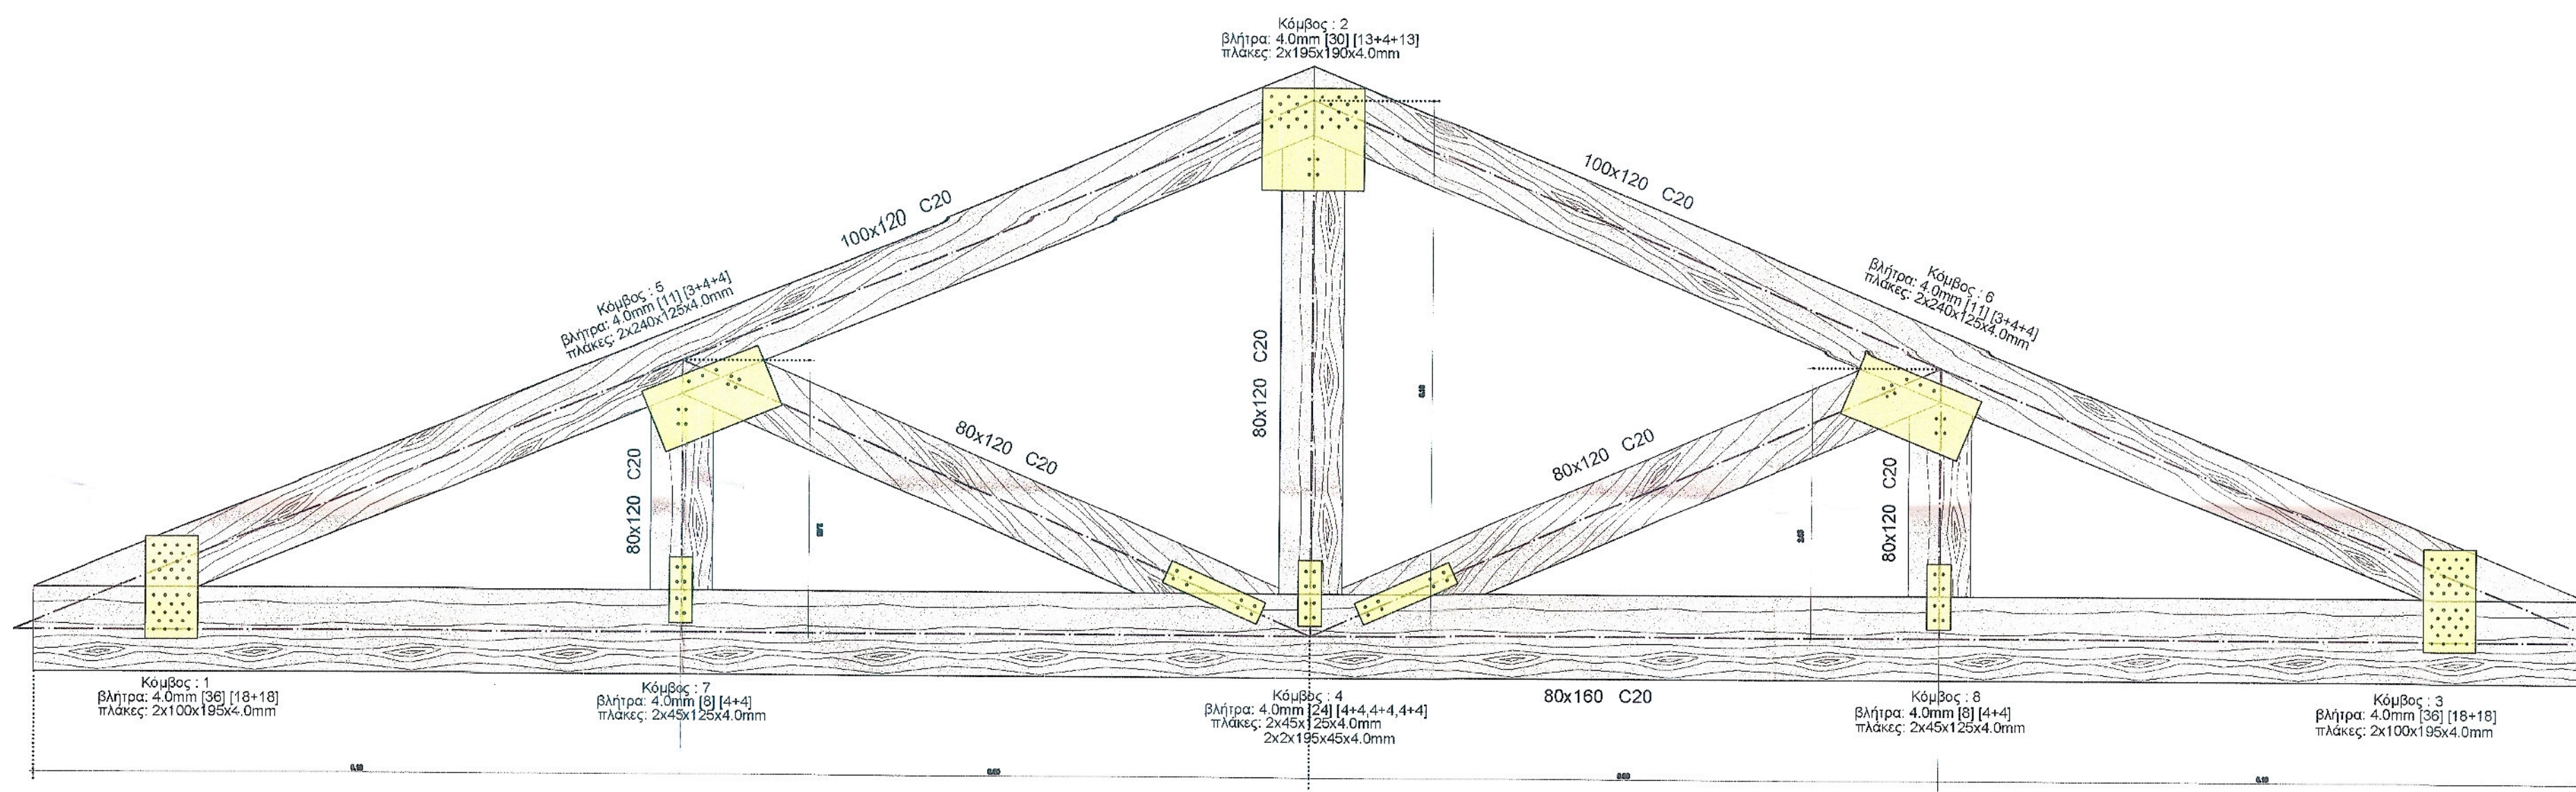 Κόμβος : 2
βλήτρα: 4.0mm [30] [13+4+13]
πλάκες: 2x195x190x4.0mm
100x120 C20
100x120 C20
Κόμβος : 5
βλήτρα: 4.0mm [11] [3+4+4]
πλάκες: 2x240x125x4.0mm
Κόμβος : 6
βλήτρα: 4.0mm [11] [3+4+4]
πλάκες: 2x240x125x4.0mm
80x120 C20
80x120 C20
80x120 C20
80x120 C20
80x120 C20
Κόμβος : 1
βλήτρα: 4.0mm [36] [18+18]
πλάκες: 2x100x195x4.0mm
Κόμβος : 7
βλήτρα: 4.0mm [8] [4+4]
πλάκες: 2x45x125x4.0mm
Κόμβος : 4
βλήτρα: 4.0mm [24] [4+4,4+4,4+4]
πλάκες: 2x45x125x4.0mm
2x2x195x45x4.0mm
80x160 C20
Κόμβος : 8
βλήτρα: 4.0mm [8] [4+4]
πλάκες: 2x45x125x4.0mm
Κόμβος : 3
βλήτρα: 4.0mm [36] [18+18]
πλάκες: 2x100x195x4.0mm